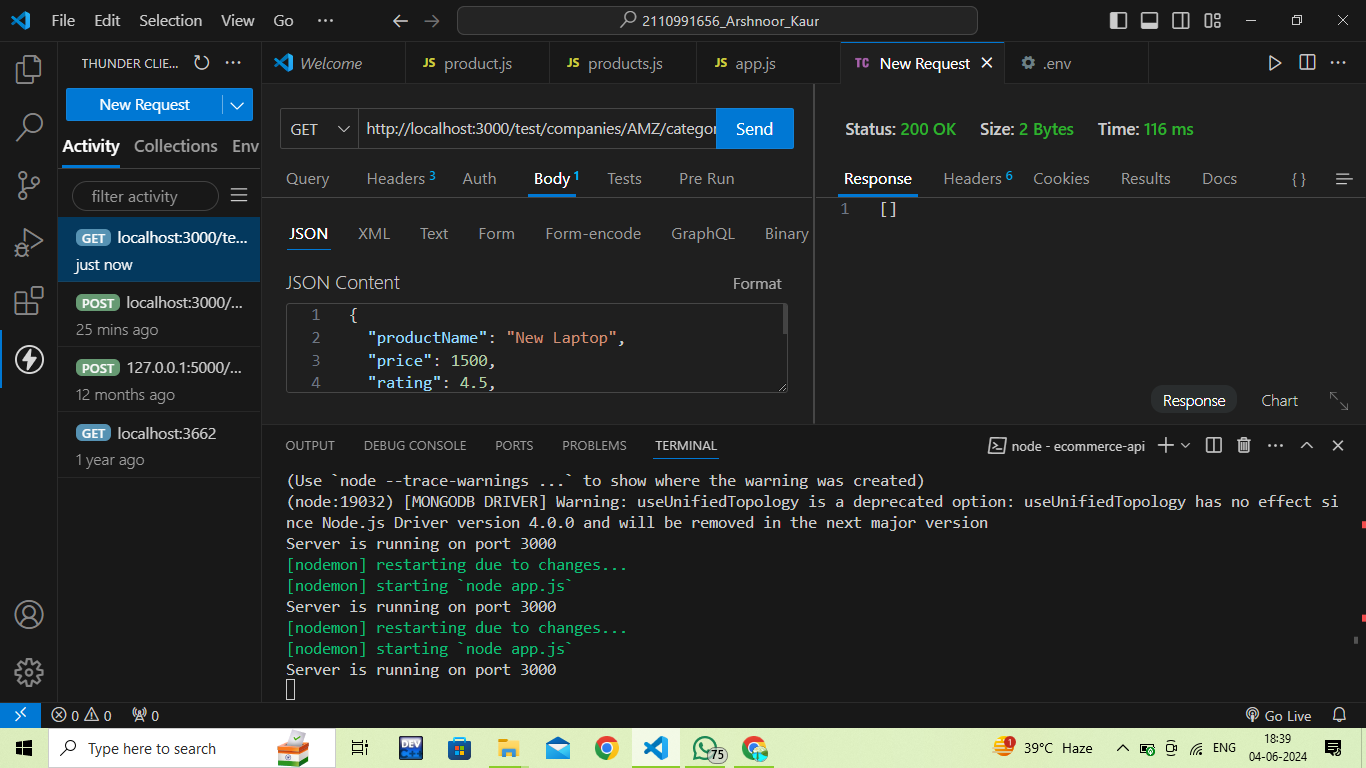 File Edit Selection View Go ··· 2110991656_Arshnoor_Kaur
THUNDER CLIE... ···
Welcome JS product.js JS products.js JS app.js TC New Request .env ···
New Request
Activity Collections Env
filter activity
GET localhost:3000/te...
just now
POST localhost:3000/...
25 mins ago
POST 127.0.0.1:5000/...
12 months ago
GET localhost:3662
1 year ago
GET http://localhost:3000/test/companies/AMZ/categor Send
Query Headers 3 Auth Body 1 Tests Pre Run
JSON XML Text Form Form-encode GraphQL Binary
JSON Content Format
1 {
2 "productName": "New Laptop",
3 "price": 1500,
4 "rating": 4.5,
Status: 200 OK Size: 2 Bytes Time: 116 ms
Response Headers 6 Cookies Results Docs { }
1 []
Response Chart
OUTPUT DEBUG CONSOLE PORTS PROBLEMS TERMINAL node - ecommerce-api ···
(Use `node --trace-warnings ...` to show where the warning was created)
(node:19032) [MONGODB DRIVER] Warning: useUnifiedTopology is a deprecated option: useUnifiedTopology has no effect si
nce Node.js Driver version 4.0.0 and will be removed in the next major version
Server is running on port 3000
[nodemon] restarting due to changes...
[nodemon] starting `node app.js`
Server is running on port 3000
[nodemon] restarting due to changes...
[nodemon] starting `node app.js`
Server is running on port 3000
0 0 0 Go Live
Type here to search DEV 75 1 39°C Haze ENG 18:39
04-06-2024